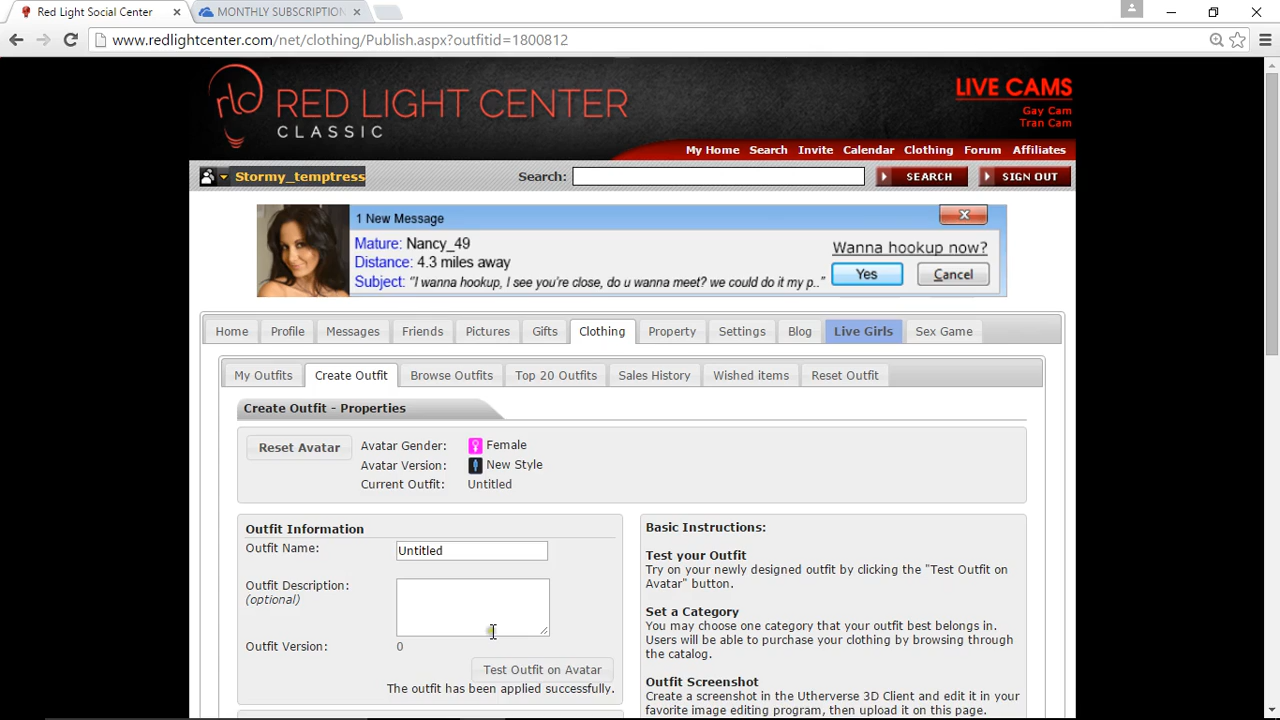 Red Light Social Center
MONTHLY SUBSCRIPTION
www.redlightcenter.com/net/clothing/Publish.aspx?outfitid=1800812
rlc RED LIGHT CENTER
CLASSIC
LIVE CAMS
Gay Cam
Tran Cam
My Home Search Invite Calendar Clothing Forum Affiliates
Stormy_temptress Search: SEARCH SIGN OUT
1 New Message
Mature: Nancy_49
Distance: 4.3 miles away
Subject: "I wanna hookup, I see you're close, do u wanna meet? we could do it my p.."
Wanna hookup now?
Yes Cancel
Home Profile Messages Friends Pictures Gifts Clothing Property Settings Blog Live Girls Sex Game
My Outfits Create Outfit Browse Outfits Top 20 Outfits Sales History Wished items Reset Outfit
Create Outfit - Properties
Reset Avatar
Avatar Gender: Female
Avatar Version: New Style
Current Outfit: Untitled
Outfit Information
Outfit Name: Untitled
Outfit Description:
(optional)
Outfit Version: 0
Test Outfit on Avatar
The outfit has been applied successfully.
Basic Instructions:
Test your Outfit
Try on your newly designed outfit by clicking the "Test Outfit on
Avatar" button.
Set a Category
You may choose one category that your outfit best belongs in.
Users will be able to purchase your clothing by browsing through
the catalog.
Outfit Screenshot
Create a screenshot in the Utherverse 3D Client and edit it in your
favorite image editing program, then upload it on this page.